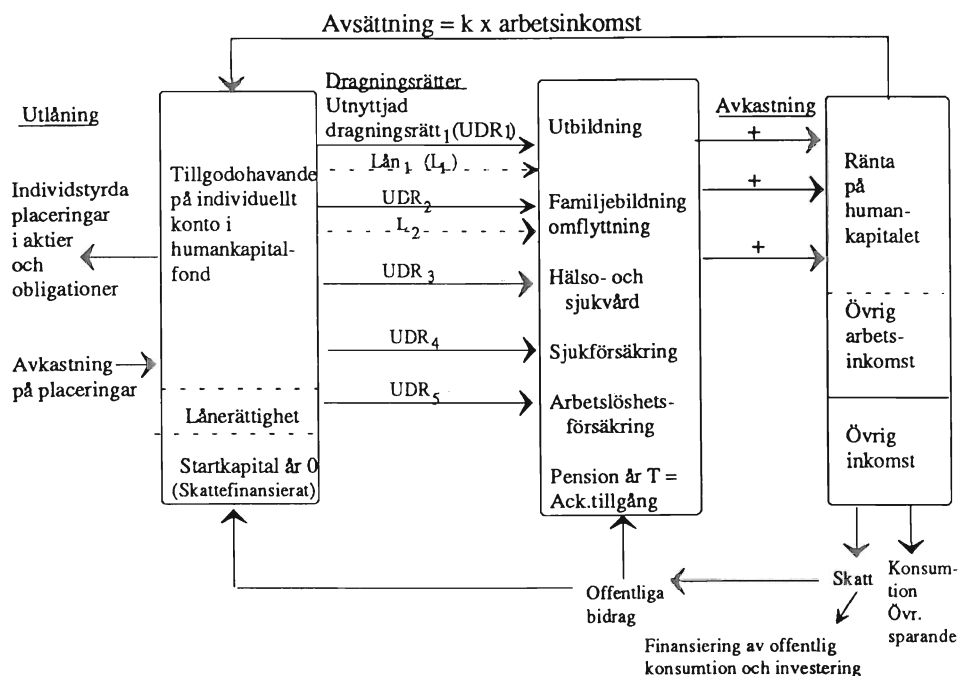 Avsättning = k x arbetsinkomst
Utlåning
Individstyrda
placeringar
i aktier
och
obligationer
Avkastning
på placeringar
Tillgodohavande
på individuellt
konto i
humankapital-
fond
Lånerättighet
Startkapital år 0
(Skattefinansierat)
Dragningsrätter
Utnyttjad
dragningsrätt₁(UDR1)
Lån₁ (L₁)
UDR₂
L₂
UDR₃
UDR₄
UDR₅
Utbildning
Familjebildning
omflyttning
Hälso- och
sjukvård
Sjukförsäkring
Arbetslöshets-
försäkring
Pension år T =
Ack.tillgång
Avkastning
+
+
+
Ränta
på
human-
kapitalet
Övrig
arbets-
inkomst
Övrig
inkomst
Offentliga
bidrag
Skatt
Konsum-
tion
Övr.
sparande
Finansiering av offentlig
konsumtion och investering